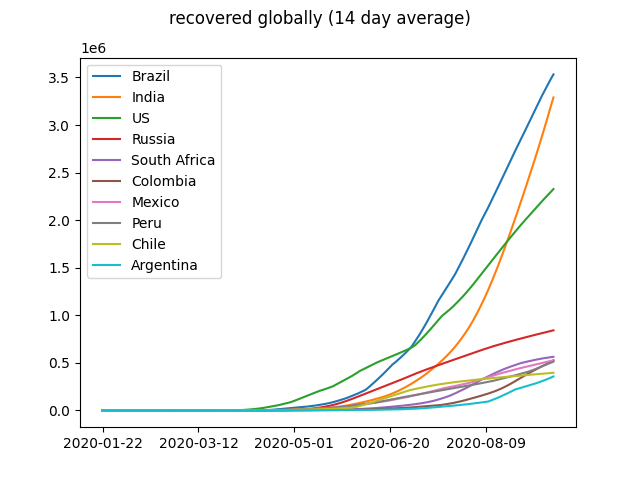 recovered globally (14 day average)
1e6
3.5
3.0
2.5
2.0
1.5
1.0
0.5
0.0
Brazil
India
US
Russia
South Africa
Colombia
Mexico
Peru
Chile
Argentina
2020-01-22 2020-03-12 2020-05-01 2020-06-20 2020-08-09